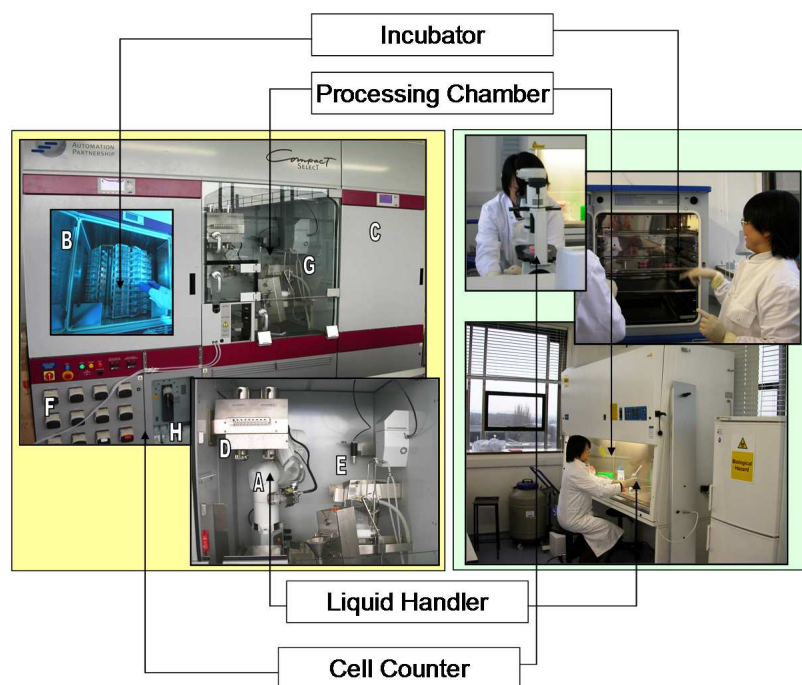 Incubator
Processing Chamber
AUTOMATION
PARTNERSHIP
Compact
SELECT
B
C
G
F
H
D
A
E
Biological
Hazard
Liquid Handler
Cell Counter